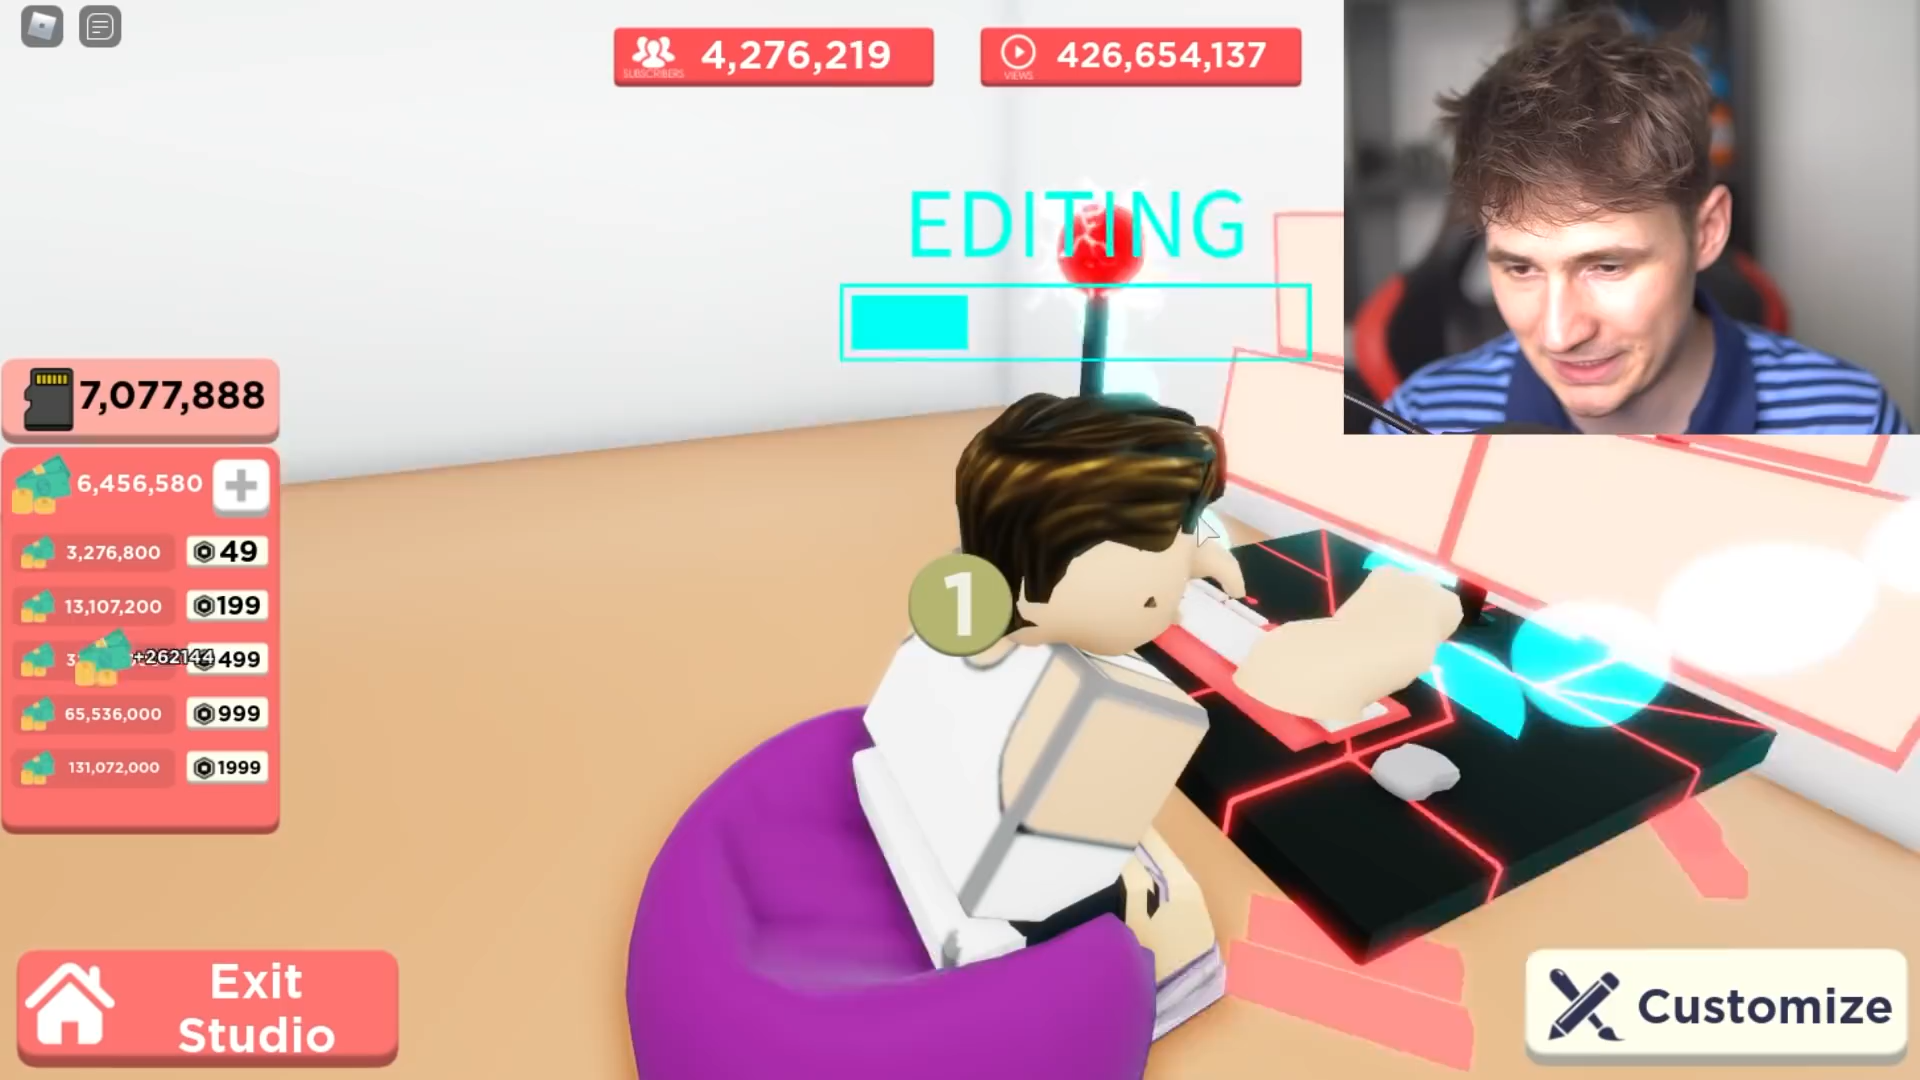 4,276,219
SUBSCRIBERS
426,654,137
VIEWS
EDITING
7,077,888
6,456,580
3,276,800 49
13,107,200 199
+262144 499
65,536,000 999
131,072,000 1999
1
Exit
Studio
Customize